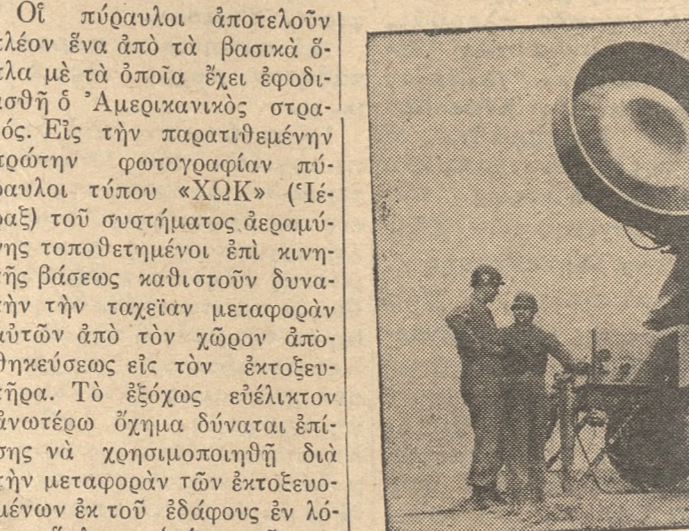 Οἱ πύραυλοι ἀποτελοῦν
πλέον ἕνα ἀπὸ τὰ βασικὰ ὅ-
πλα μὲ τὰ ὁποῖα ἔχει ἐφοδι-
ασθῆ ὁ Ἀμερικανικὸς στρα-
τός. Εἰς τὴν παρατιθεμένην
πρώτην φωτογραφίαν πύ-
ραυλοι τύπου «ΧΩΚ» (Ἱέ-
ραξ) τοῦ συστήματος ἀεραμύ-
νης τοποθετημένοι ἐπὶ κινη-
τῆς βάσεως καθιστοῦν δυνα-
τὴν τὴν ταχεῖαν μεταφορὰν
αὐτῶν ἀπὸ τὸν χῶρον ἀπο-
θηκεύσεως εἰς τὸν ἐκτοξευ-
τῆρα. Τὸ ἐξόχως εὐέλικτον
ἀνωτέρω ὄχημα δύναται ἐπί-
σης νὰ χρησιμοποιηθῇ διὰ
τὴν μεταφορὰν τῶν ἐκτοξευο-
μένων ἐκ τοῦ ἐδάφους ἐν λό-